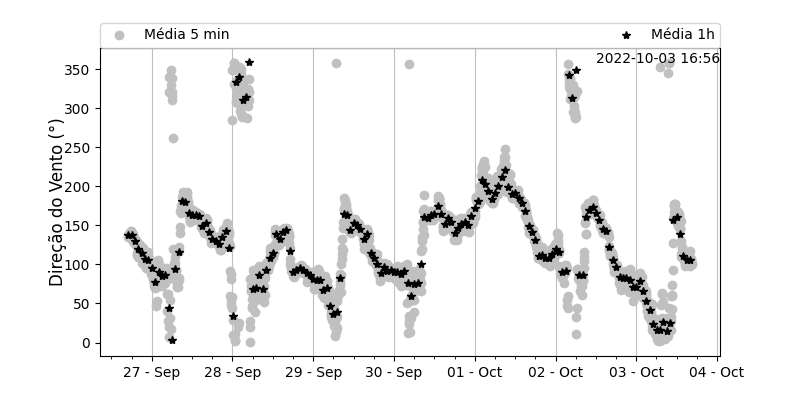 Média 5 min
Média 1h
2022-10-03 16:56
Direção do Vento (°)
350
300
250
200
150
100
50
0
27 - Sep
28 - Sep
29 - Sep
30 - Sep
01 - Oct
02 - Oct
03 - Oct
04 - Oct